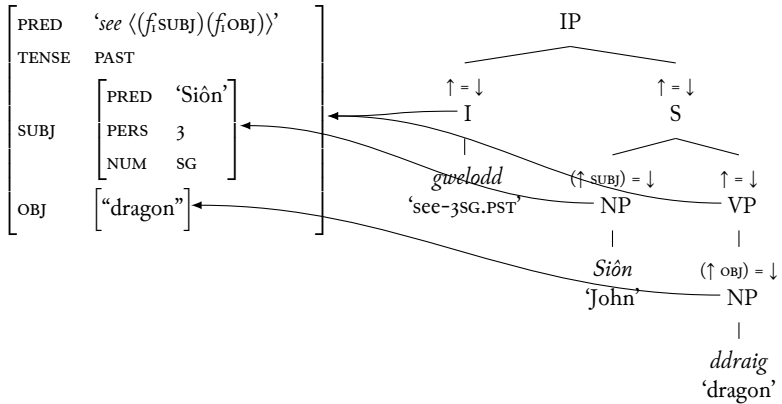 PRED ‘see ⟨(f₁SUBJ)(f₁OBJ)⟩’
TENSE PAST
SUBJ
PRED ‘Siôn’
PERS 3
NUM SG
OBJ “dragon”
IP
↑ = ↓ ↑ = ↓
I S
gwelodd
‘see-3SG.PST’
(↑ SUBJ) = ↓ ↑ = ↓
NP VP
Siôn
‘John’
(↑ OBJ) = ↓
NP
ddraig
‘dragon’